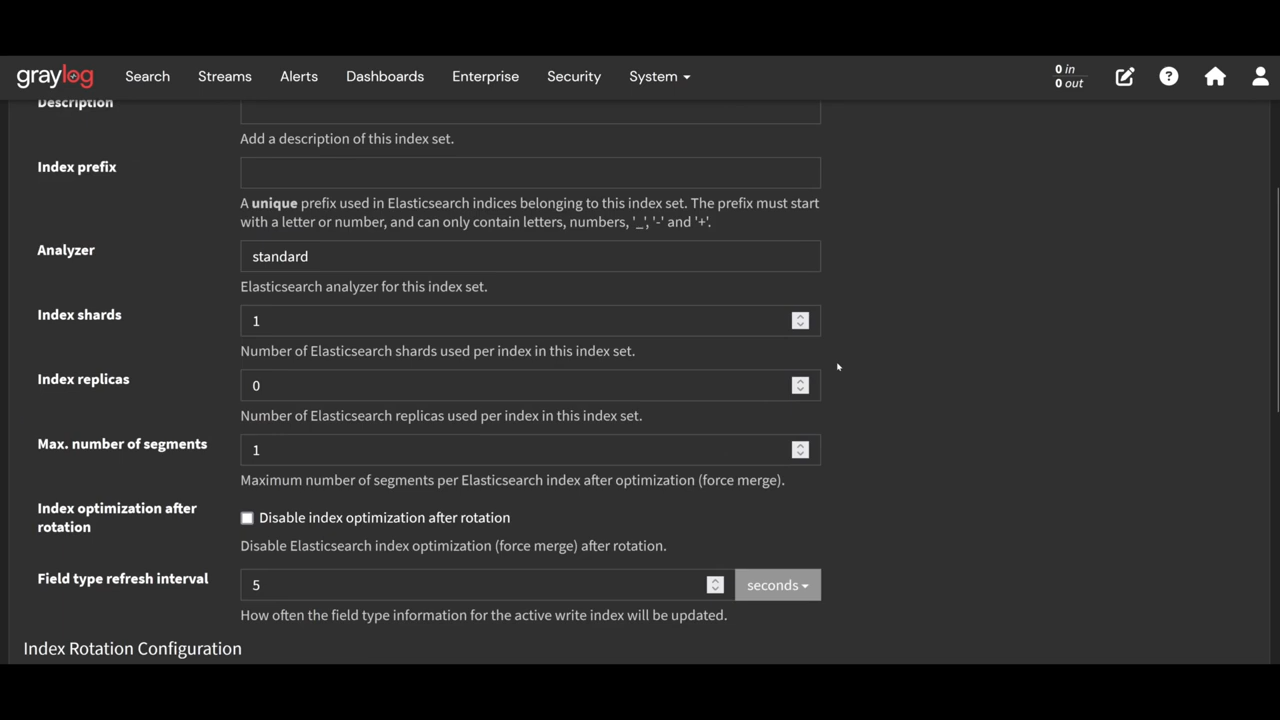 graylog Search Streams Alerts Dashboards Enterprise Security System 0 in
0 out
Description
Add a description of this index set.
Index prefix
A unique prefix used in Elasticsearch indices belonging to this index set. The prefix must start
with a letter or number, and can only contain letters, numbers, '_', '-' and '+'.
Analyzer
standard
Elasticsearch analyzer for this index set.
Index shards
1
Number of Elasticsearch shards used per index in this index set.
Index replicas
0
Number of Elasticsearch replicas used per index in this index set.
Max. number of segments
1
Maximum number of segments per Elasticsearch index after optimization (force merge).
Index optimization after
rotation
Disable index optimization after rotation
Disable Elasticsearch index optimization (force merge) after rotation.
Field type refresh interval
5 seconds
How often the field type information for the active write index will be updated.
Index Rotation Configuration